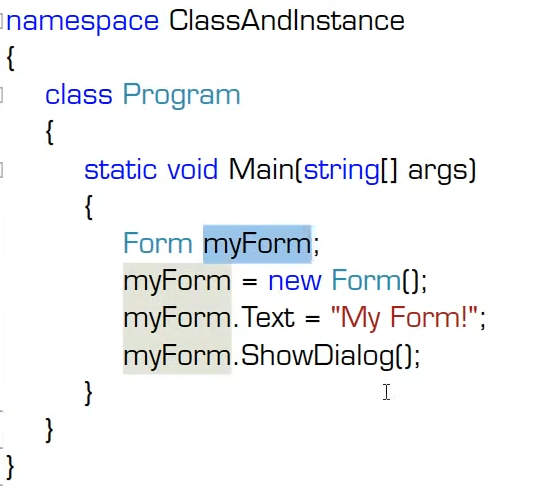 namespace ClassAndInstance
{
class Program
{
static void Main(string[] args)
{
Form myForm;
myForm = new Form();
myForm.Text = "My Form!";
myForm.ShowDialog();
}
}
}